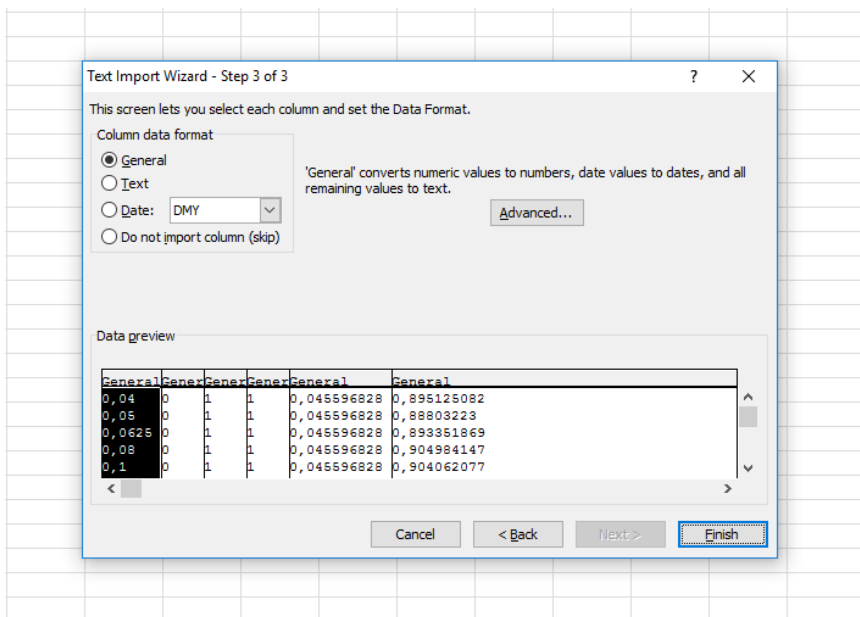 Text Import Wizard - Step 3 of 3 ?
This screen lets you select each column and set the Data Format.
Column data format
General
Text
Date: DMY
Do not import column (skip)
'General' converts numeric values to numbers, date values to dates, and all
remaining values to text.
Advanced...
Data preview
General Gener Gener Gener General General
0,04 0 1 1 0,045596828 0,895125082
0,05 0 1 1 0,045596828 0,88803223
0,0625 0 1 1 0,045596828 0,893351869
0,08 0 1 1 0,045596828 0,904984147
0,1 0 1 1 0,045596828 0,904062077
Cancel < Back Next > Finish